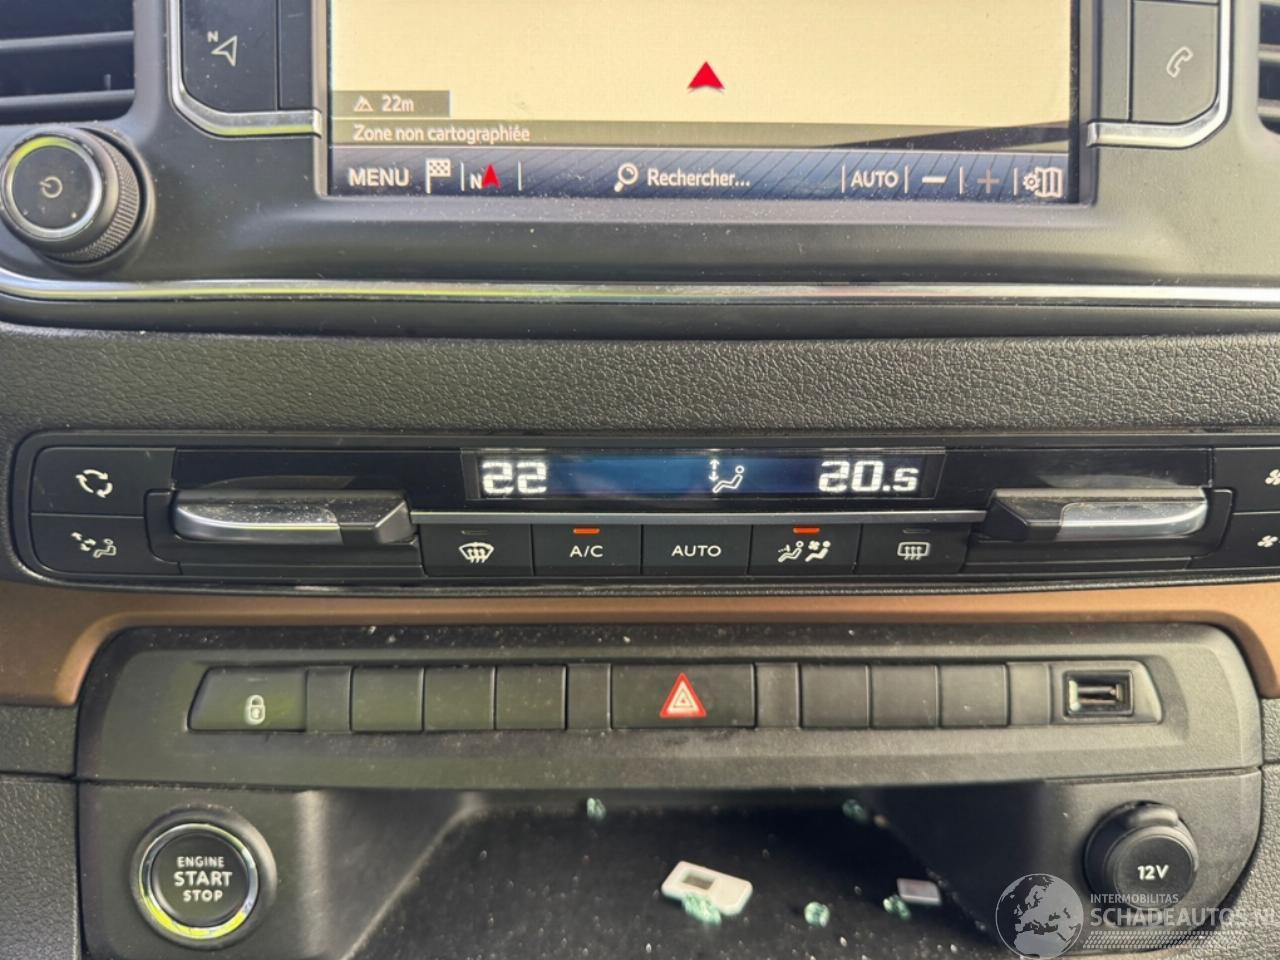 N
22m
Zone non cartographiée
MENU
N
Rechercher...
AUTO
22
20.5
A/C
AUTO
ENGINE
START
STOP
12V
INTERMOBILITAS
SCHADEAUTOS.NL